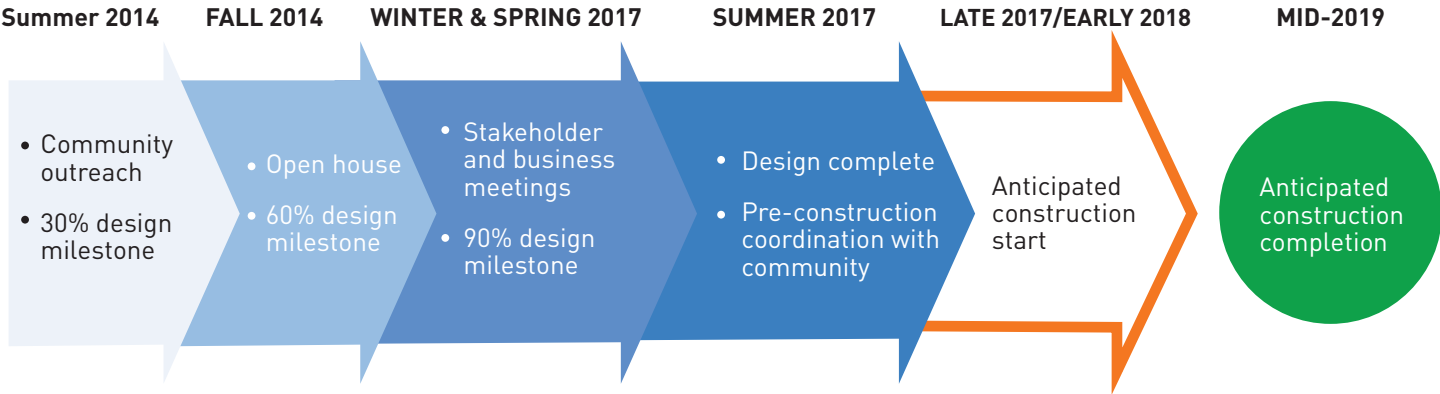 Summer 2014
FALL 2014
WINTER & SPRING 2017
SUMMER 2017
LATE 2017/EARLY 2018
MID-2019
• Community
outreach
• 30% design
milestone
• Open house
• 60% design
milestone
• Stakeholder
and business
meetings
• 90% design
milestone
• Design complete
• Pre-construction
coordination with
community
Anticipated
construction
start
Anticipated
construction
completion